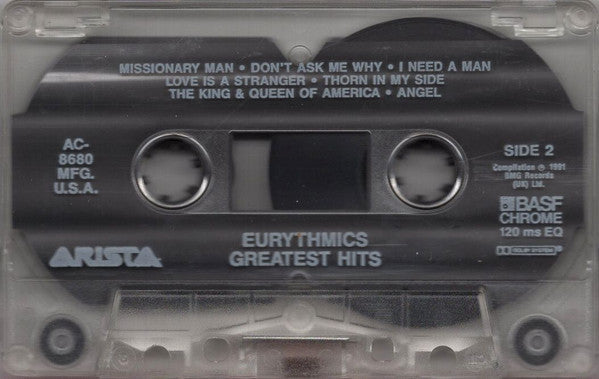 MISSIONARY MAN • DON'T ASK ME WHY • I NEED A MAN
LOVE IS A STRANGER • THORN IN MY SIDE
THE KING & QUEEN OF AMERICA • ANGEL
AC-
8680
MFG.
U.S.A.
SIDE 2
Compilation ℗ 1991
BMG Records
(UK) Ltd.
BASF
CHROME
120 ms EQ
DOLBY SYSTEM®
ARISTA
EURYTHMICS
GREATEST HITS